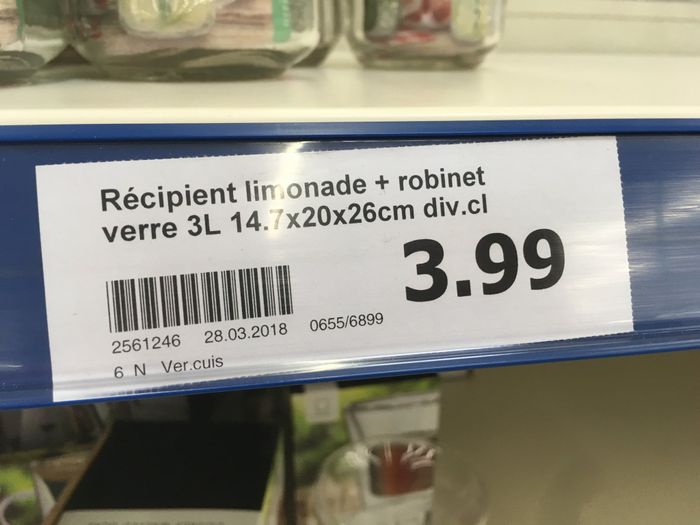 Récipient limonade + robinet
verre 3L 14.7x20x26cm div.cl
3.99
2561246 28.03.2018 0655/6899
6 N Ver.cuis